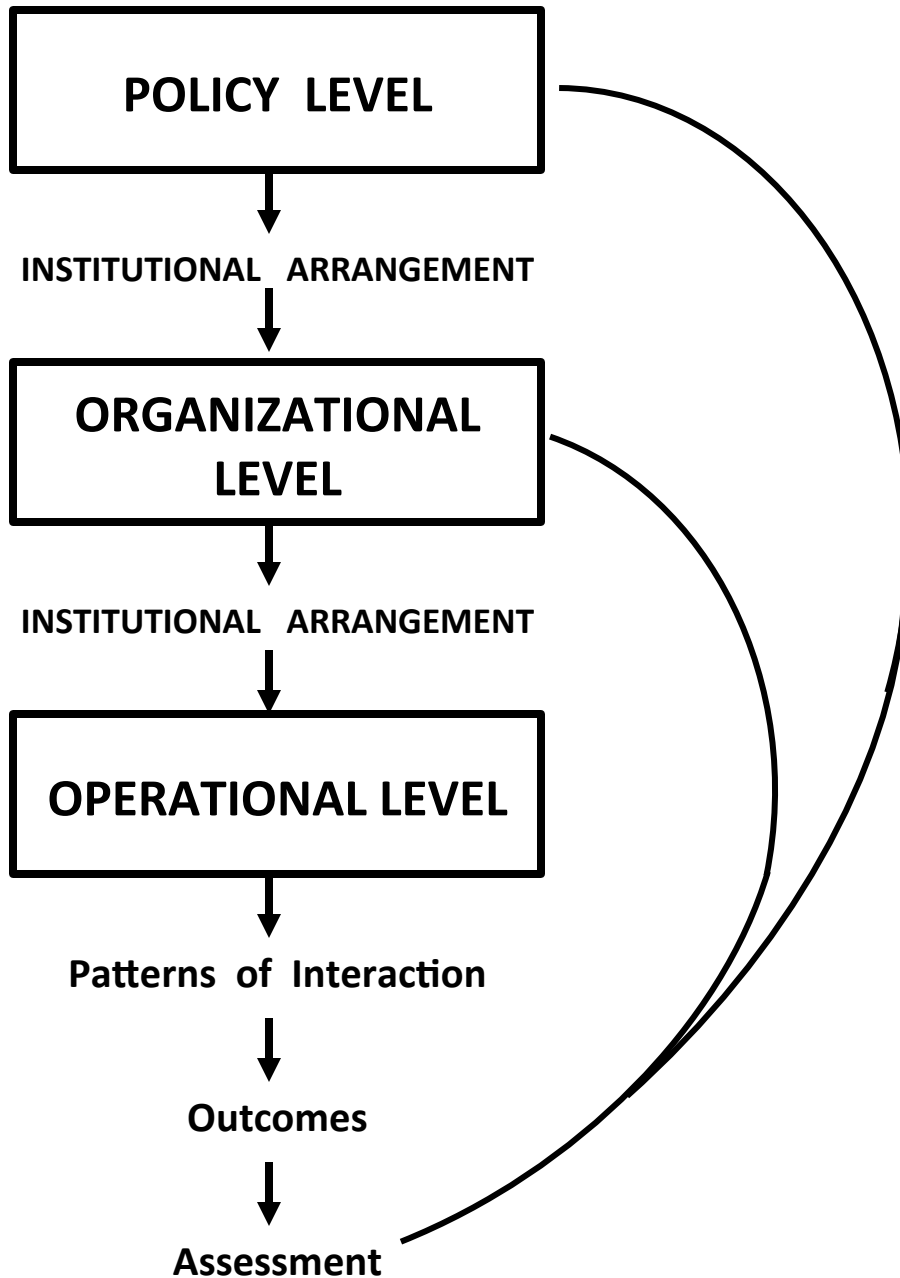 POLICY LEVEL
INSTITUTIONAL ARRANGEMENT
ORGANIZATIONAL
LEVEL
INSTITUTIONAL ARRANGEMENT
OPERATIONAL LEVEL
Patterns of Interaction
Outcomes
Assessment